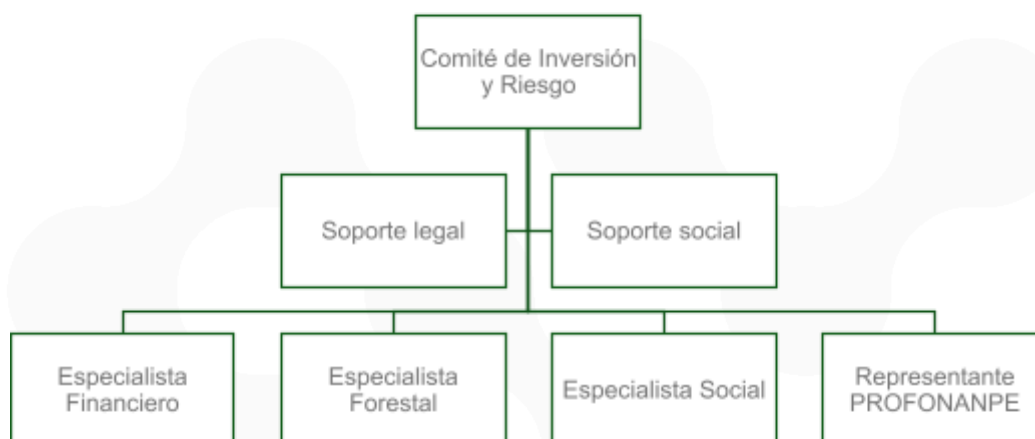 Comité de Inversión
y Riesgo
Soporte legal
Soporte social
Especialista
Financiero
Especialista
Forestal
Especialista Social
Representante
PROFONANPE